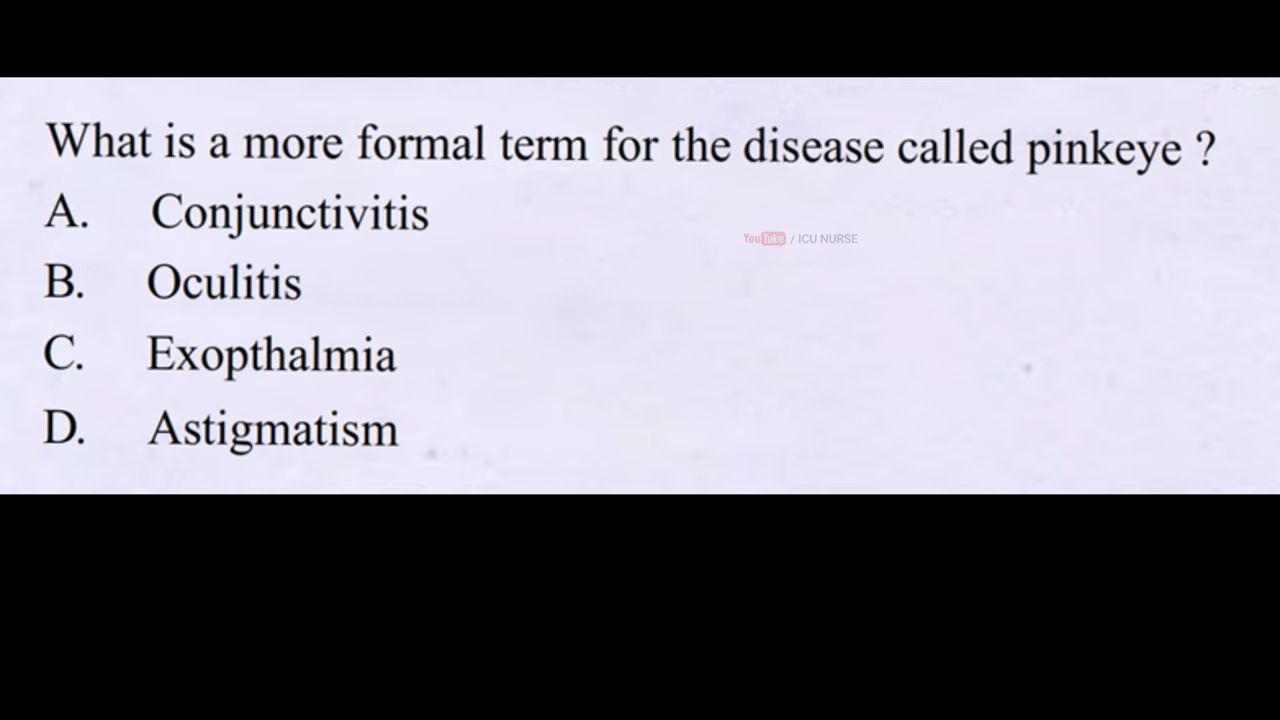 What is a more formal term for the disease called pinkeye ?
A. Conjunctivitis
YouTube / ICU NURSE
B. Oculitis
C. Exopthalmia
D. Astigmatism